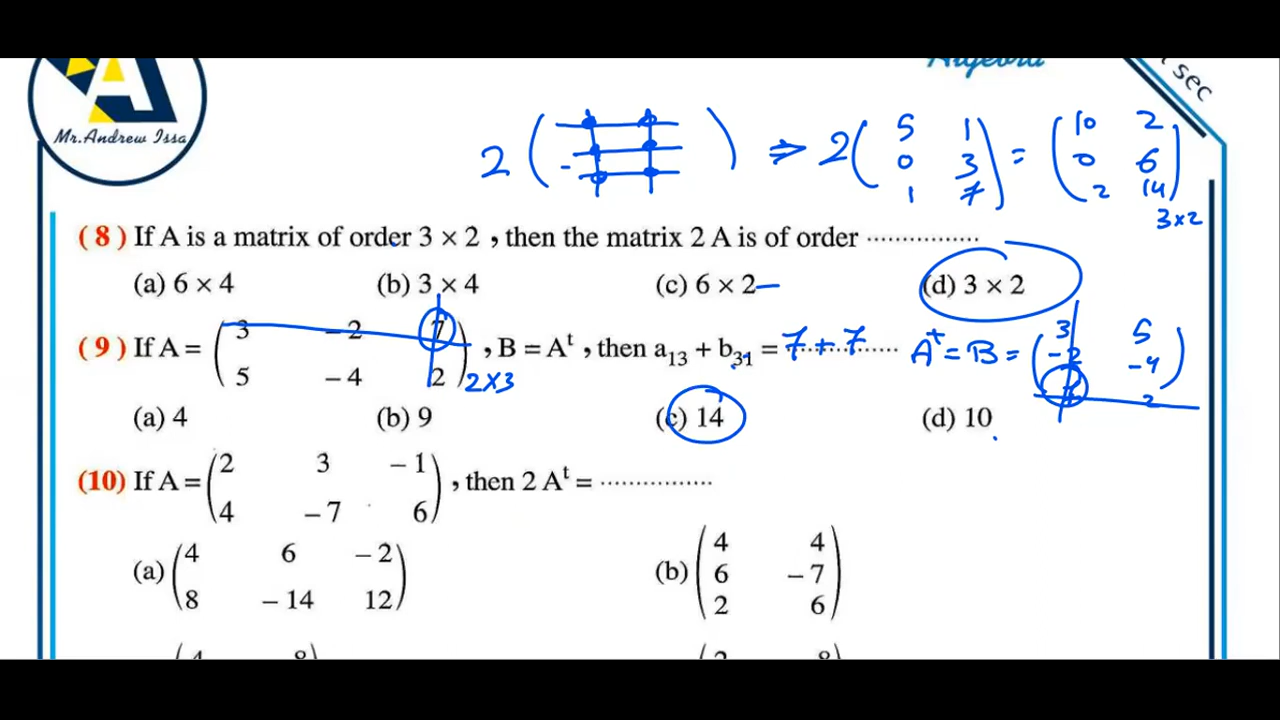 Mr.Andrew Issa
Algebra
sec
2 ( ) ⇒ 2 ( 5 1 ) = ( 10 2 )
0 3 0 6
1 7 2 14
3×2
( 8 ) If A is a matrix of order 3 × 2 , then the matrix 2 A is of order ................
(a) 6 × 4 (b) 3 × 4 (c) 6 × 2 (d) 3 × 2
( 9 ) If A = ( 3 − 2 7 ) , B = Aᵗ , then a₁₃ + b₃₁ = 7+7 ................ Aᵗ = B = ( 3 5 )
5 − 4 2 2×3 −2 −4
7 2
(a) 4 (b) 9 (c) 14 (d) 10
(10) If A = ( 2 3 − 1 ) , then 2 Aᵗ = ................
4 − 7 6
(a) ( 4 6 − 2 ) (b) ( 4 4 )
8 − 14 12 6 − 7
2 6